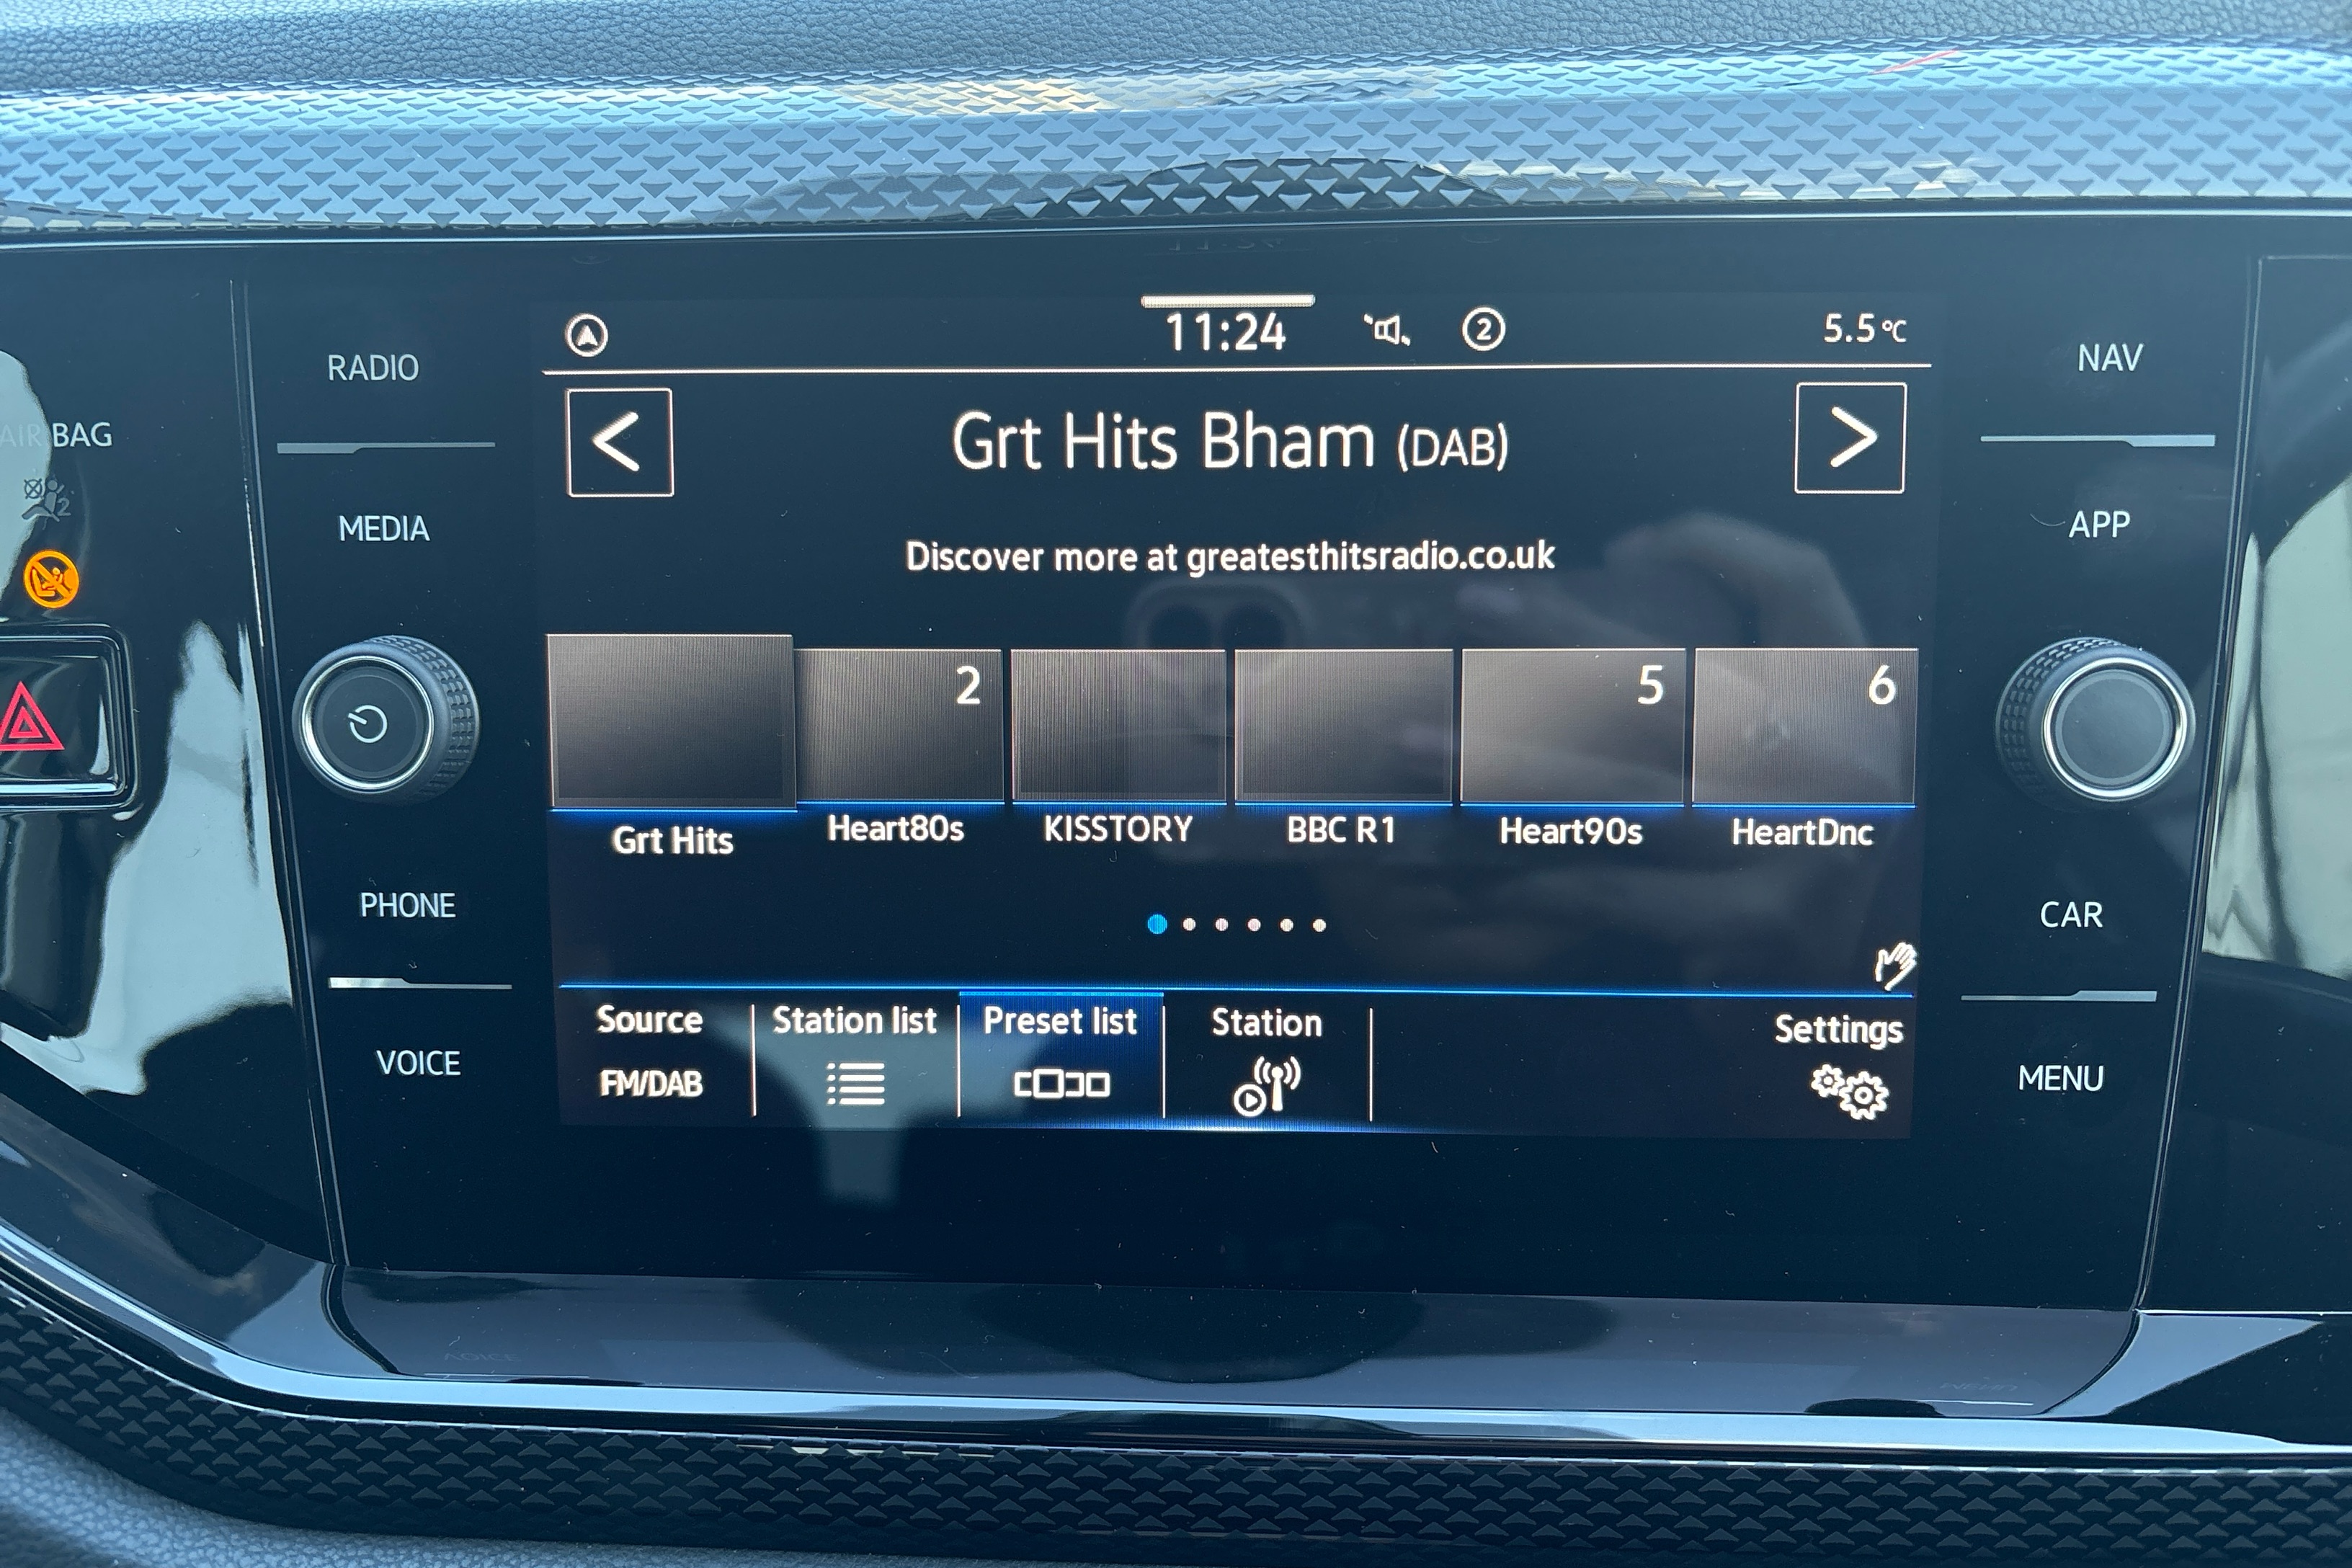 11:24
2
5.5°C
RADIO
NAV
AIRBAG
<
Grt Hits Bham (DAB)
>
MEDIA
APP
Discover more at greatesthitsradio.co.uk
2
5
6
Grt Hits
Heart80s
KISSTORY
BBC R1
Heart90s
HeartDnc
PHONE
CAR
Source
Station list
Preset list
Station
Settings
FM/DAB
VOICE
MENU